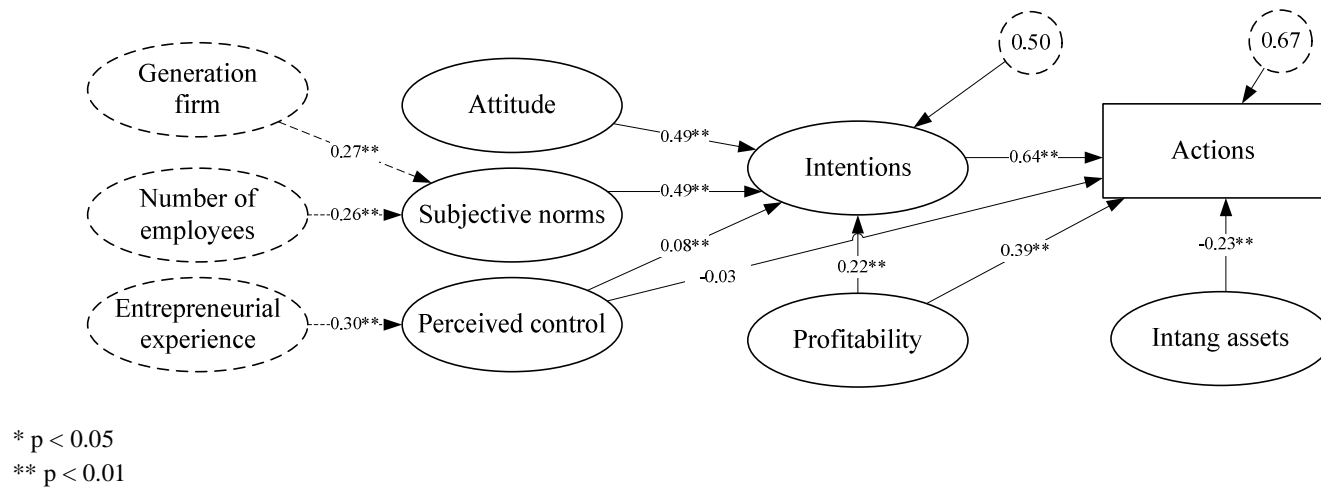 Generation
firm
Number of
employees
Entrepreneurial
experience
0.27**
0.26**
0.30**
Attitude
Subjective norms
Perceived control
0.49**
0.49**
0.08**
-0.03
0.50
Intentions
0.22**
Profitability
0.64**
0.39**
0.67
Actions
-0.23**
Intang assets
* p < 0.05
** p < 0.01